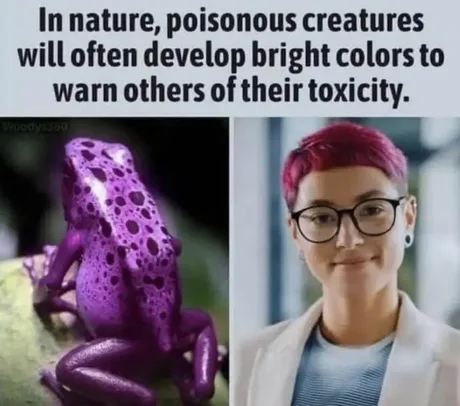 In nature, poisonous creatures
will often develop bright colors to
warn others of their toxicity.